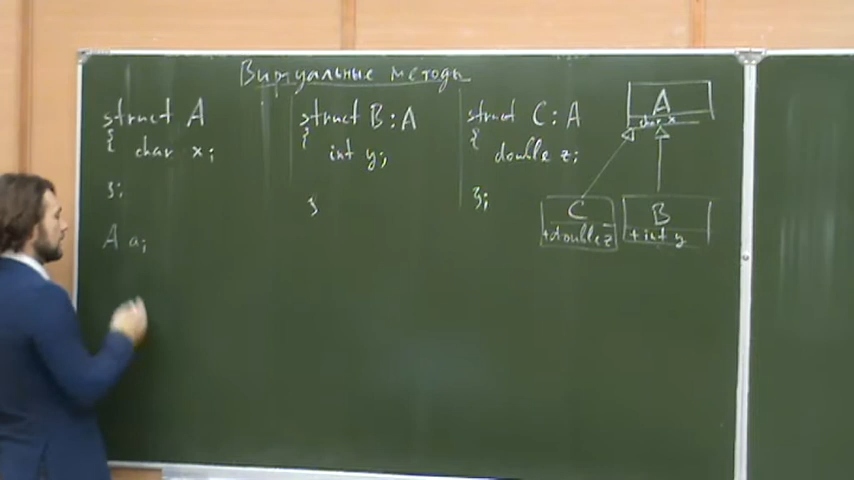 Виртуальные методы
struct A
{ char x;
};
A a;
struct B:A
{
int y;
}
struct C:A
{
double z;
};
A
char x
C
+double z
B
+int y